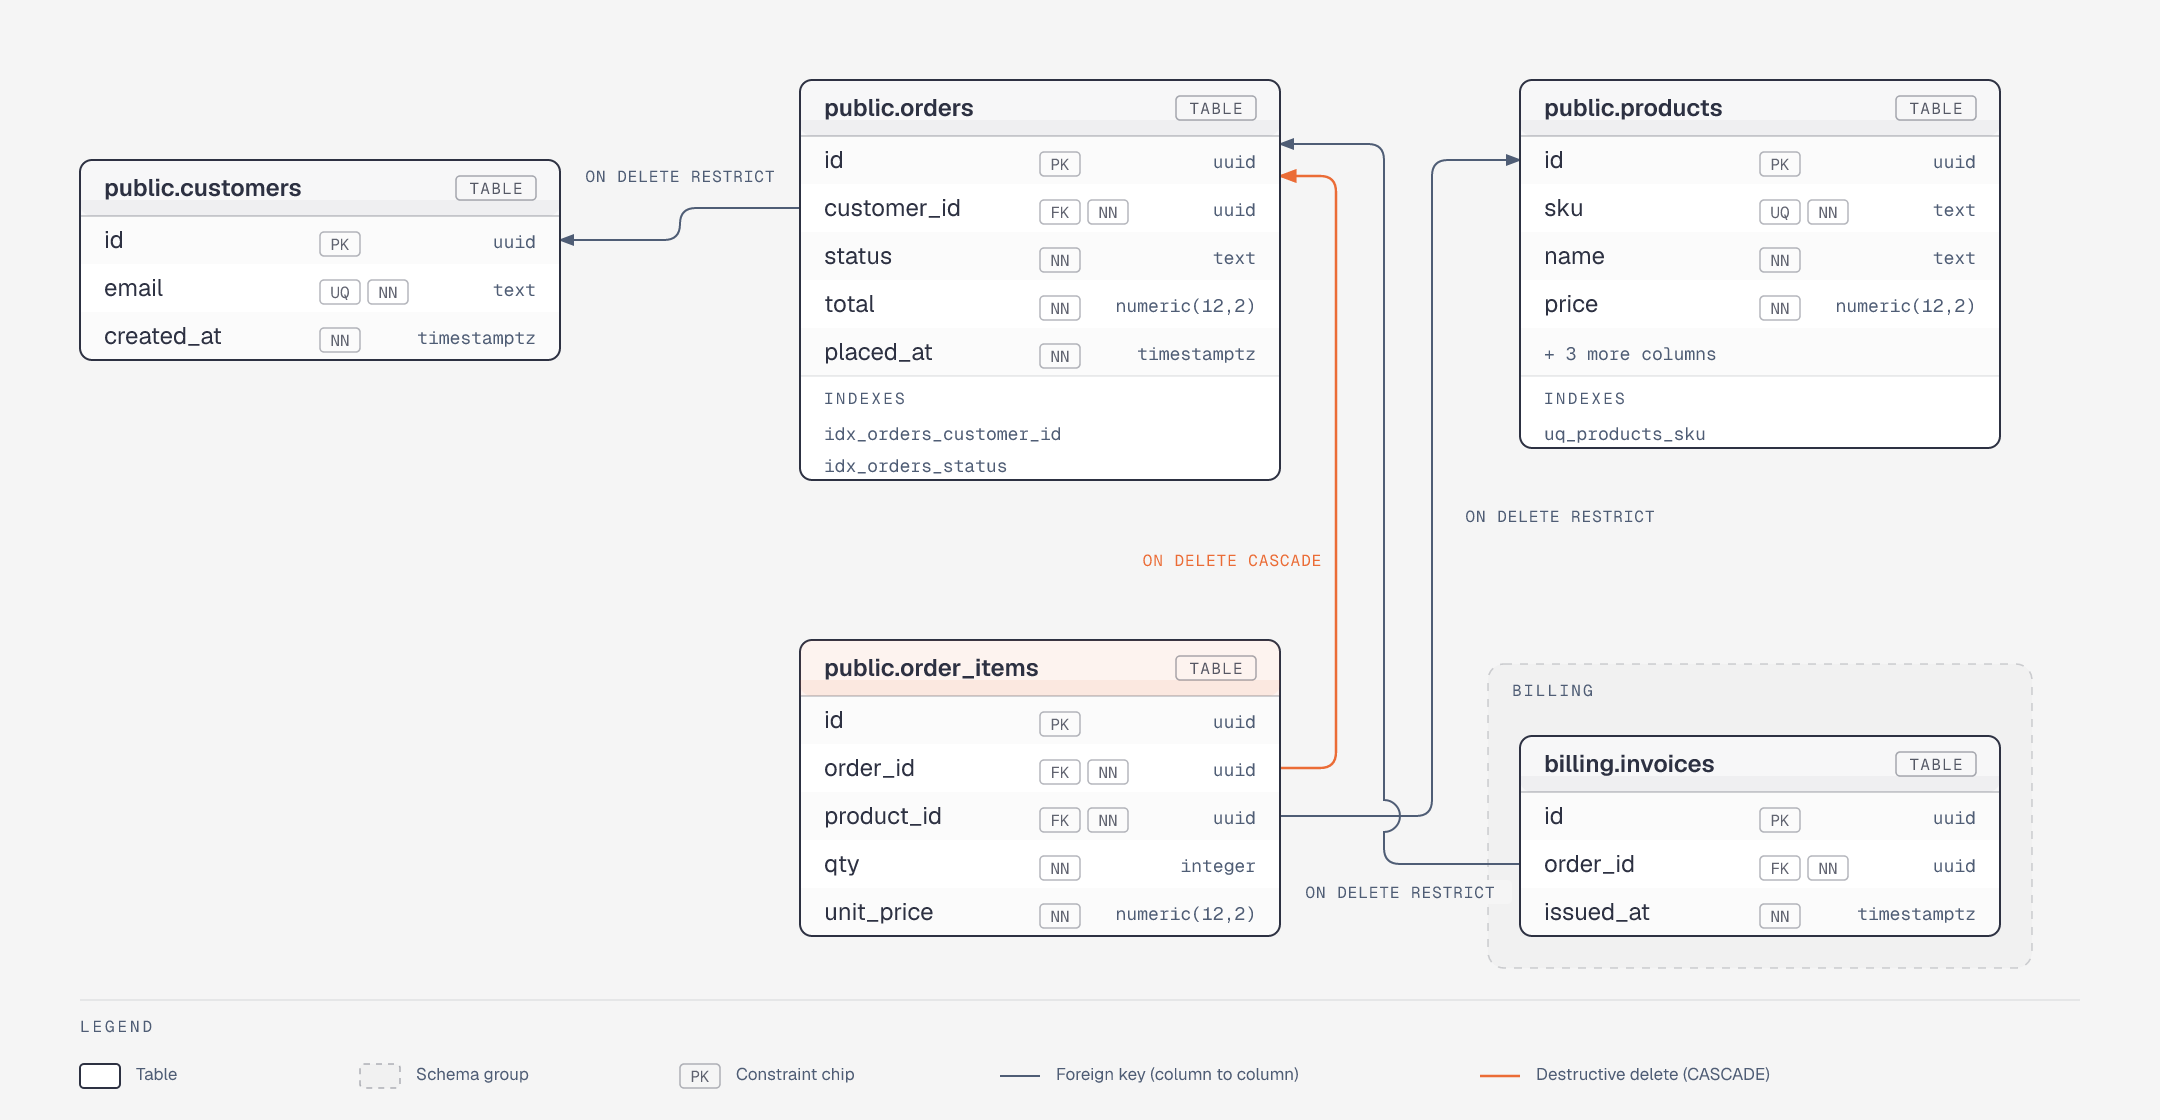 public.customers TABLE
id PK uuid
email UQ NN text
created_at NN timestamptz
ON DELETE RESTRICT
public.orders TABLE
id PK uuid
customer_id FK NN uuid
status NN text
total NN numeric(12,2)
placed_at NN timestamptz
INDEXES
idx_orders_customer_id
idx_orders_status
public.products TABLE
id PK uuid
sku UQ NN text
name NN text
price NN numeric(12,2)
+ 3 more columns
INDEXES
uq_products_sku
ON DELETE RESTRICT
ON DELETE CASCADE
public.order_items TABLE
id PK uuid
order_id FK NN uuid
product_id FK NN uuid
qty NN integer
unit_price NN numeric(12,2)
ON DELETE RESTRICT
BILLING
billing.invoices TABLE
id PK uuid
order_id FK NN uuid
issued_at NN timestamptz
LEGEND
Table
Schema group
PK Constraint chip
Foreign key (column to column)
Destructive delete (CASCADE)